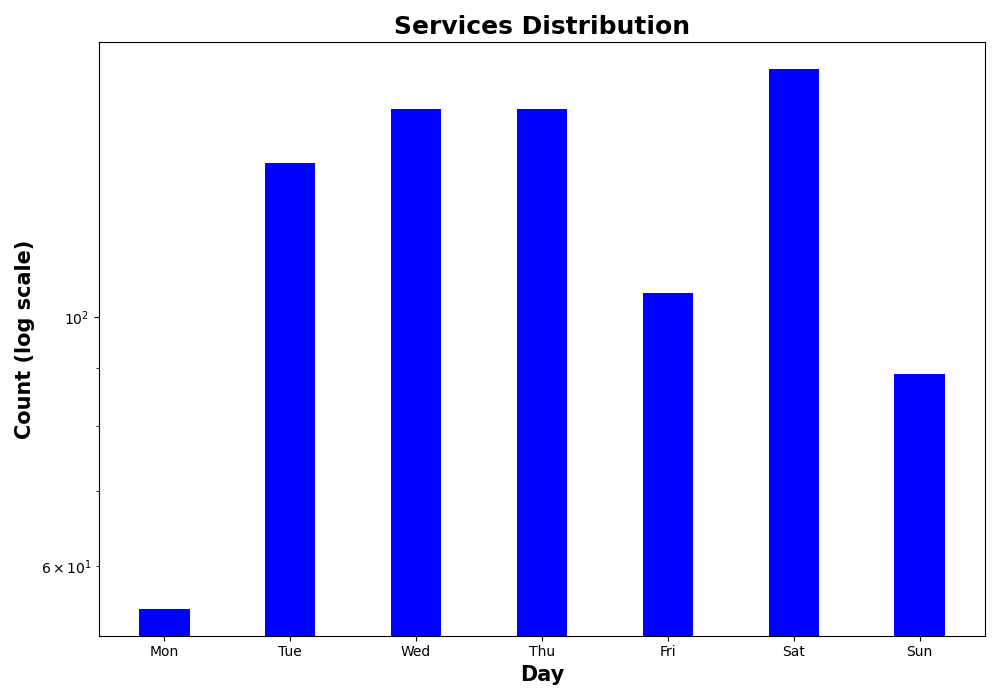 Services Distribution
Count (log scale)
10²
6 × 10¹
Mon Tue Wed Thu Fri Sat Sun
Day